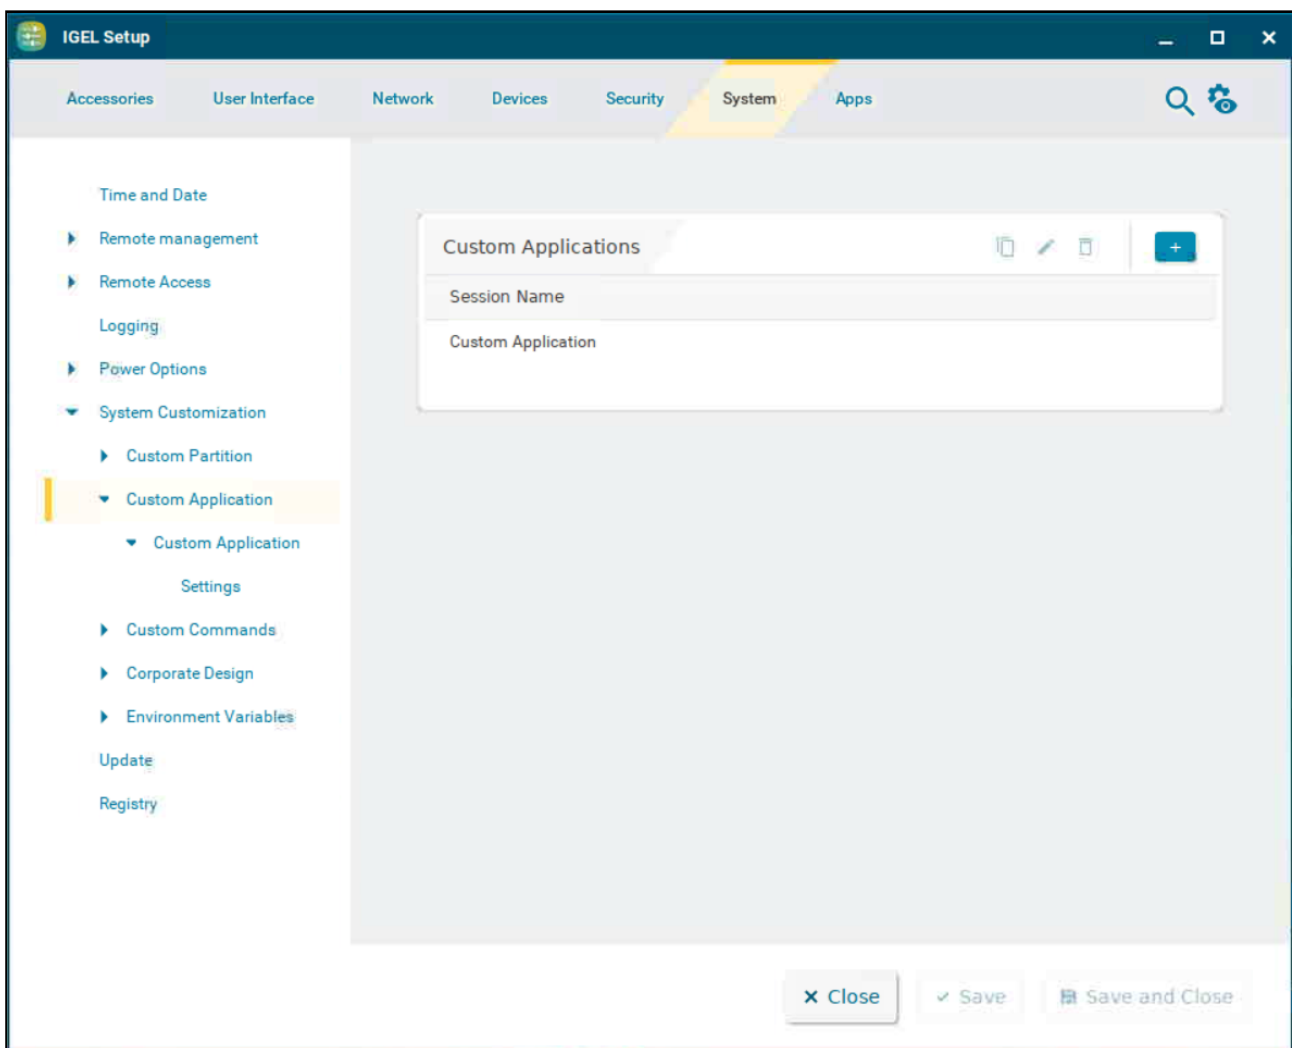 IGEL Setup
Accessories User Interface Network Devices Security System Apps
Time and Date
Remote management
Remote Access
Logging
Power Options
System Customization
Custom Partition
Custom Application
Custom Application
Settings
Custom Commands
Corporate Design
Environment Variables
Update
Registry
Custom Applications
+
Session Name
Custom Application
Close Save Save and Close